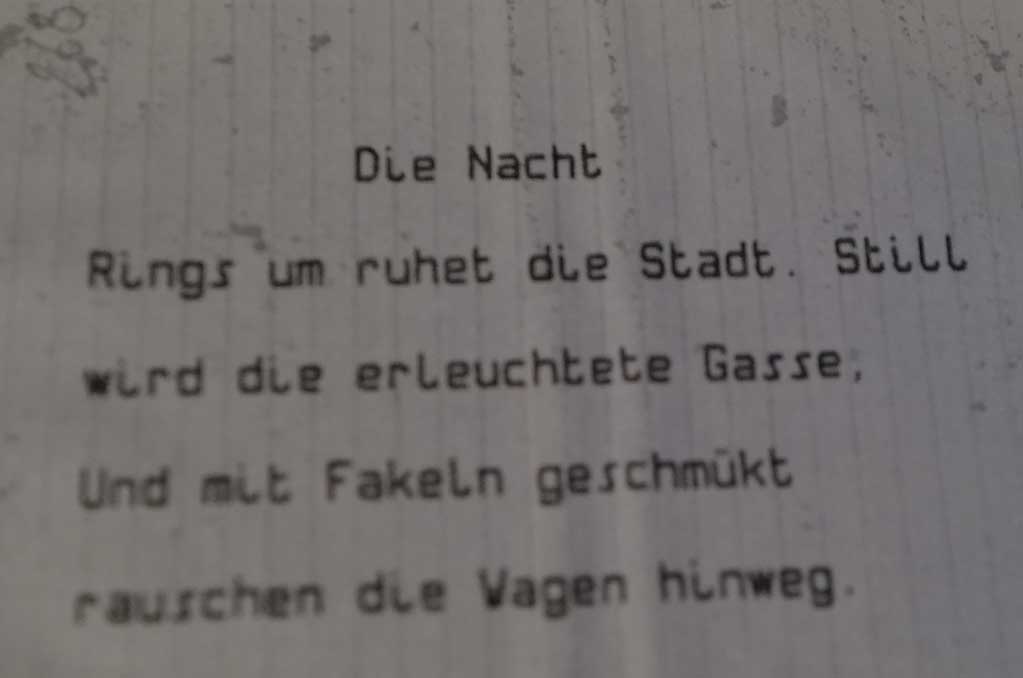 Die Nacht
Rings um ruhet die Stadt. Still
wird die erleuchtete Gasse,
Und mit Fakeln geschmükt
rauschen die Wagen hinweg.